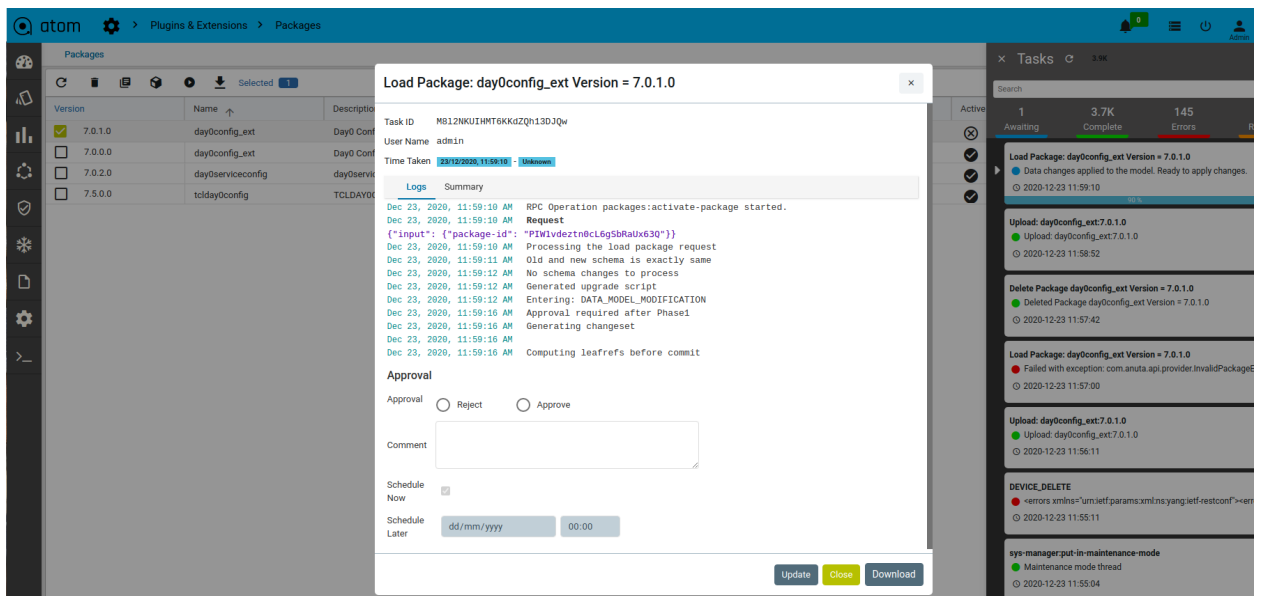 atom > Plugins & Extensions > Packages
0
Admin
Packages
Selected 1
Version Name Description Active
7.0.1.0 day0config_ext Day0 Conf
7.0.0.0 day0config_ext Day0 Conf
7.0.2.0 day0serviceconfig day0servic
7.5.0.0 tclday0config TCLDAY0C
Load Package: day0config_ext Version = 7.0.1.0
×
Task ID M8l2NKUIHMT6KKdZQh13DJQw
User Name admin
Time Taken 23/12/2020, 11:59:10 - Unknown
Logs Summary
Dec 23, 2020, 11:59:10 AM RPC Operation packages:activate-package started.
Dec 23, 2020, 11:59:10 AM Request
{"input": {"package-id": "PIW1vdeztn0cL6gSbRaUx63Q"}}
Dec 23, 2020, 11:59:10 AM Processing the load package request
Dec 23, 2020, 11:59:11 AM Old and new schema is exactly same
Dec 23, 2020, 11:59:12 AM No schema changes to process
Dec 23, 2020, 11:59:12 AM Generated upgrade script
Dec 23, 2020, 11:59:12 AM Entering: DATA_MODEL_MODIFICATION
Dec 23, 2020, 11:59:16 AM Approval required after Phase1
Dec 23, 2020, 11:59:16 AM Generating changeset
Dec 23, 2020, 11:59:16 AM
Dec 23, 2020, 11:59:16 AM Computing leafrefs before commit
Approval
Approval Reject Approve
Comment
Schedule Now
Schedule Later dd/mm/yyyy 00:00
Update Close Download
× Tasks 3.9K
Search
1 3.7K 145
Awaiting Complete Errors R
Load Package: day0config_ext Version = 7.0.1.0
Data changes applied to the model. Ready to apply changes.
2020-12-23 11:59:10
90 %
Upload: day0config_ext:7.0.1.0
Upload: day0config_ext:7.0.1.0
2020-12-23 11:58:52
Delete Package day0config_ext Version = 7.0.1.0
Deleted Package day0config_ext Version = 7.0.1.0
2020-12-23 11:57:42
Load Package: day0config_ext Version = 7.0.1.0
Failed with exception: com.anuta.api.provider.InvalidPackageE
2020-12-23 11:57:00
Upload: day0config_ext:7.0.1.0
Upload: day0config_ext:7.0.1.0
2020-12-23 11:56:11
DEVICE_DELETE
<errors xmlns="urn:ietf:params:xml:ns:yang:ietf-restconf"><err
2020-12-23 11:55:11
sys-manager:put-in-maintenance-mode
Maintenance mode thread
2020-12-23 11:55:04